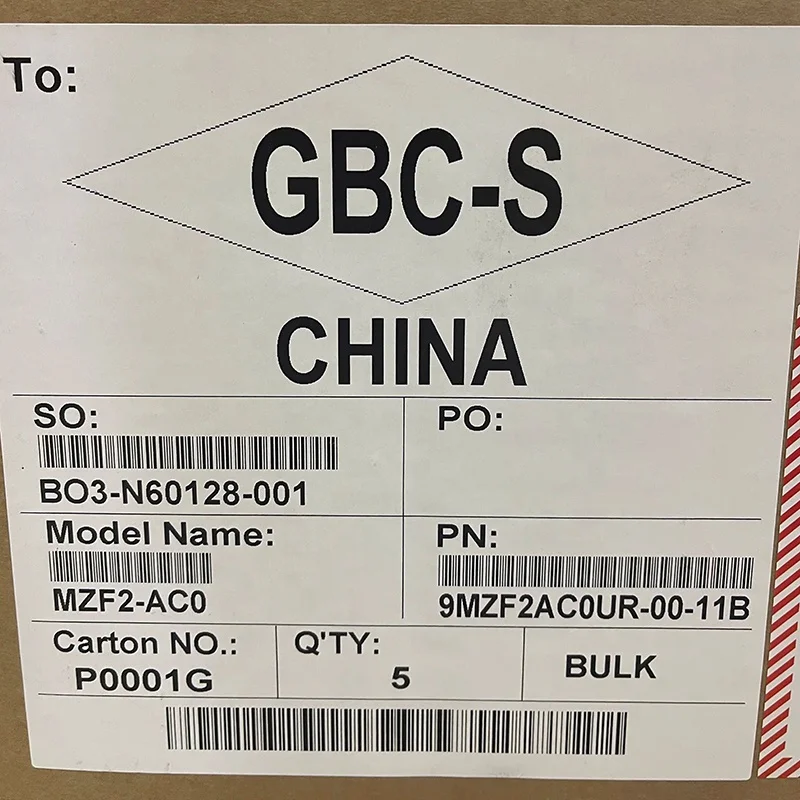 To:
GBC-S
CHINA
SO:
BO3-N60128-001
PO:
Model Name:
MZF2-AC0
PN:
9MZF2AC0UR-00-11B
Carton NO.:
P0001G
Q'TY:
5
BULK